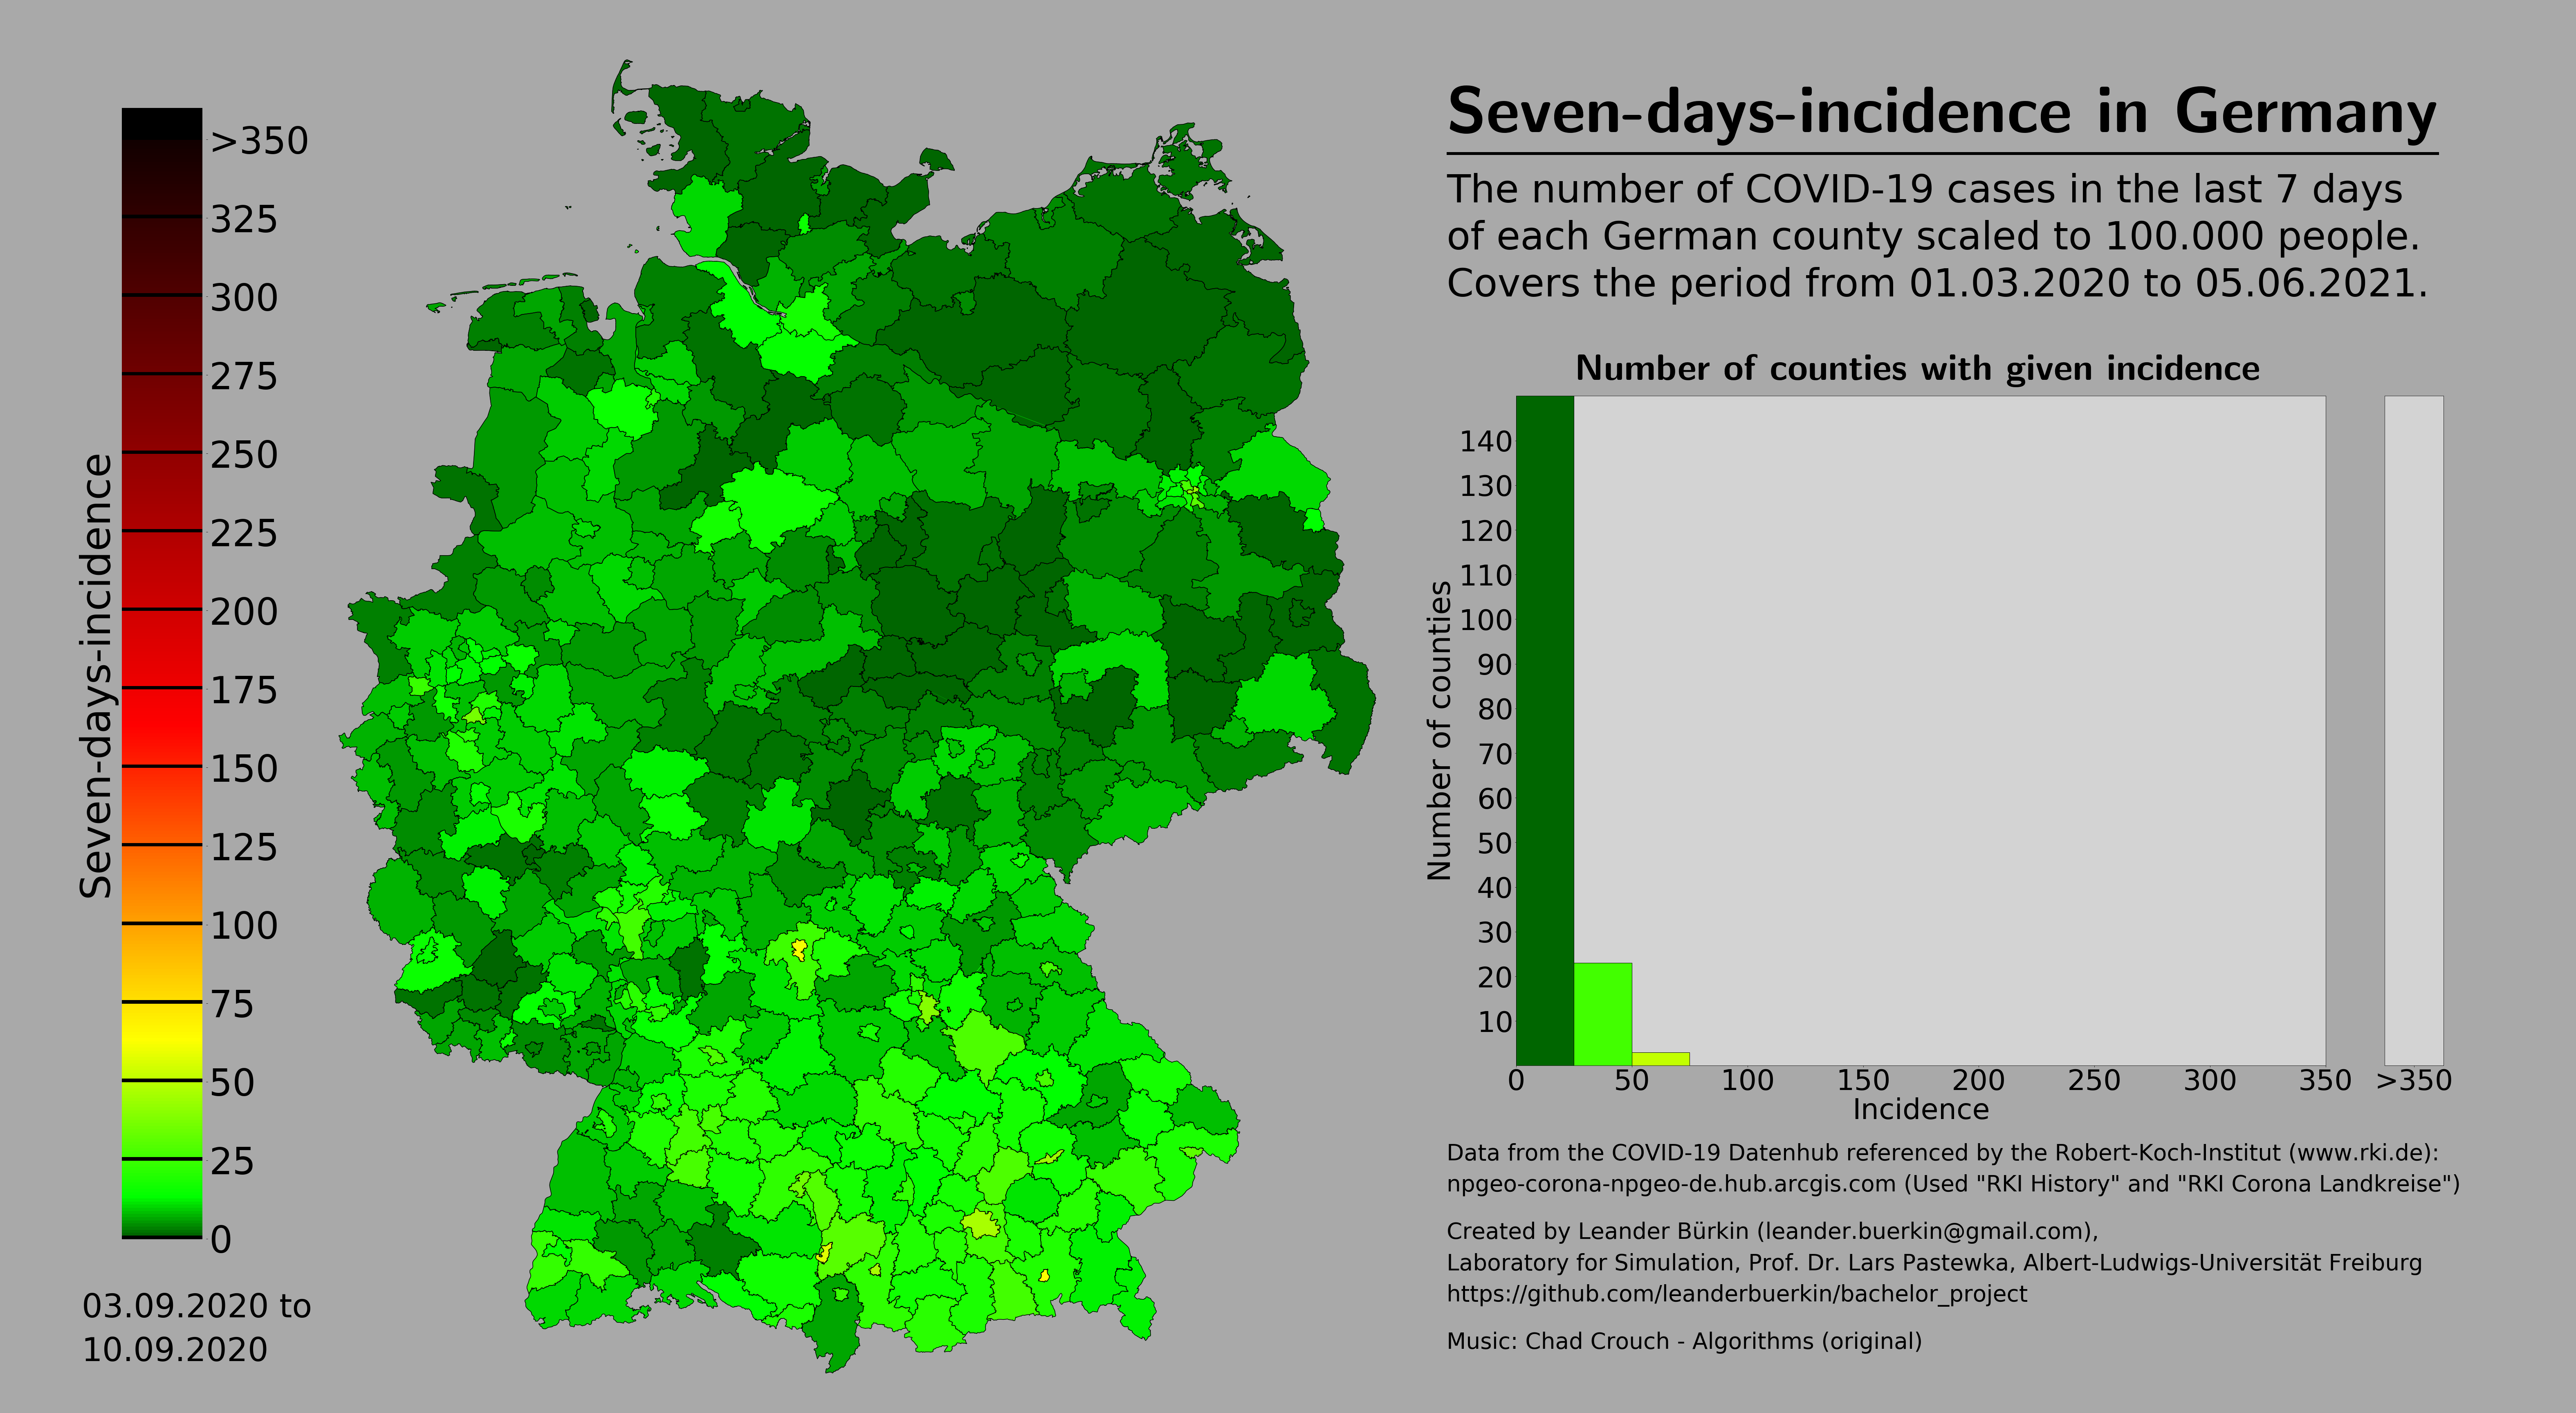 Seven-days-incidence in Germany
The number of COVID-19 cases in the last 7 days
of each German county scaled to 100.000 people.
Covers the period from 01.03.2020 to 05.06.2021.
Seven-days-incidence
>350
325
300
275
250
225
200
175
150
125
100
75
50
25
0
03.09.2020 to
10.09.2020
Number of counties with given incidence
Number of counties
140
130
120
110
100
90
80
70
60
50
40
30
20
10
0 50 100 150 200 250 300 350 >350
Incidence
Data from the COVID-19 Datenhub referenced by the Robert-Koch-Institut (www.rki.de):
npgeo-corona-npgeo-de.hub.arcgis.com (Used "RKI History" and "RKI Corona Landkreise")
Created by Leander Bürkin (leander.buerkin@gmail.com),
Laboratory for Simulation, Prof. Dr. Lars Pastewka, Albert-Ludwigs-Universität Freiburg
https://github.com/leanderbuerkin/bachelor_project
Music: Chad Crouch - Algorithms (original)